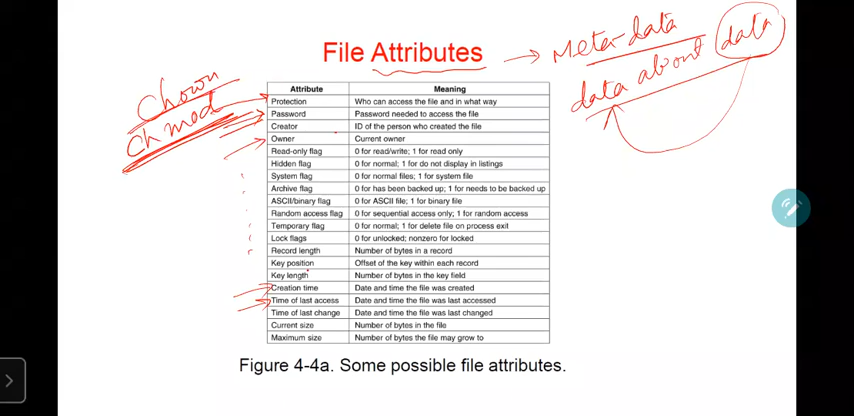 File Attributes
Meta-data
data about data
Chown
Chmod
Attribute Meaning
Protection Who can access the file and in what way
Password Password needed to access the file
Creator ID of the person who created the file
Owner Current owner
Read-only flag 0 for read/write; 1 for read only
Hidden flag 0 for normal; 1 for do not display in listings
System flag 0 for normal files; 1 for system file
Archive flag 0 for has been backed up; 1 for needs to be backed up
ASCII/binary flag 0 for ASCII file; 1 for binary file
Random access flag 0 for sequential access only; 1 for random access
Temporary flag 0 for normal; 1 for delete file on process exit
Lock flags 0 for unlocked; nonzero for locked
Record length Number of bytes in a record
Key position Offset of the key within each record
Key length Number of bytes in the key field
Creation time Date and time the file was created
Time of last access Date and time the file was last accessed
Time of last change Date and time the file was last changed
Current size Number of bytes in the file
Maximum size Number of bytes the file may grow to
Figure 4-4a. Some possible file attributes.